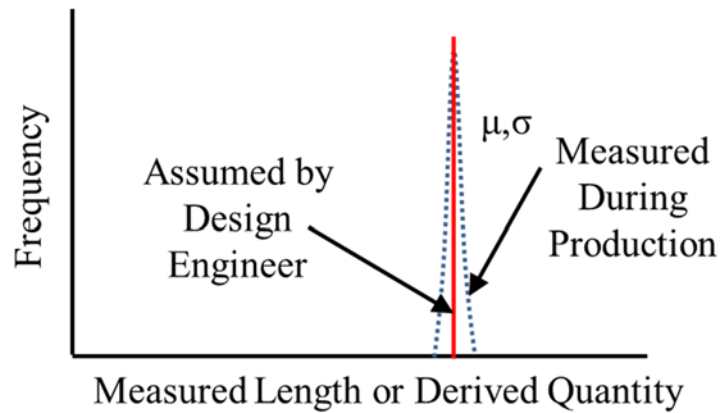 Frequency
Assumed by
Design
Engineer
μ,σ
Measured
During
Production
Measured Length or Derived Quantity